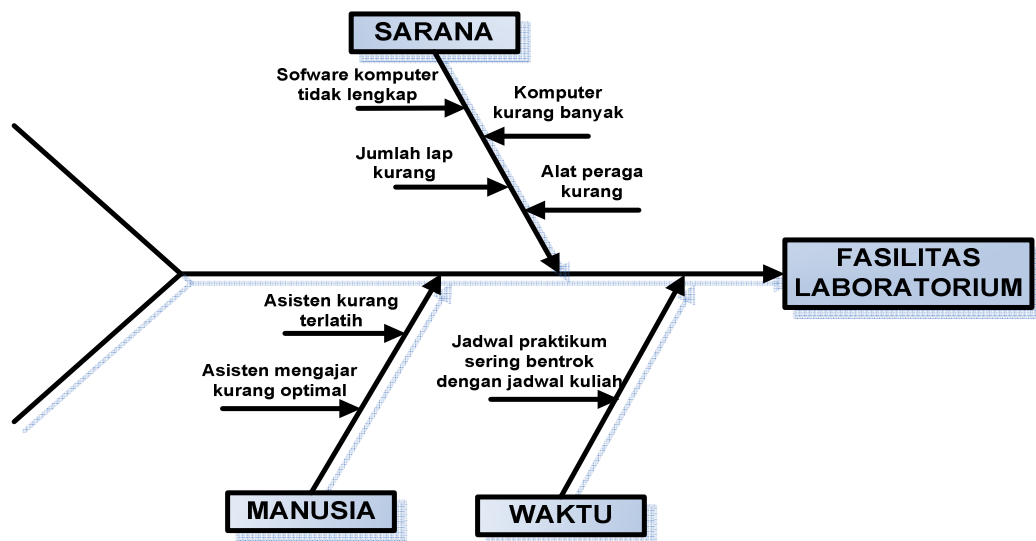 SARANA
Sofware komputer
tidak lengkap
Komputer
kurang banyak
Jumlah lap
kurang
Alat peraga
kurang
FASILITAS
LABORATORIUM
Asisten kurang
terlatih
Asisten mengajar
kurang optimal
Jadwal praktikum
sering bentrok
dengan jadwal kuliah
MANUSIA
WAKTU